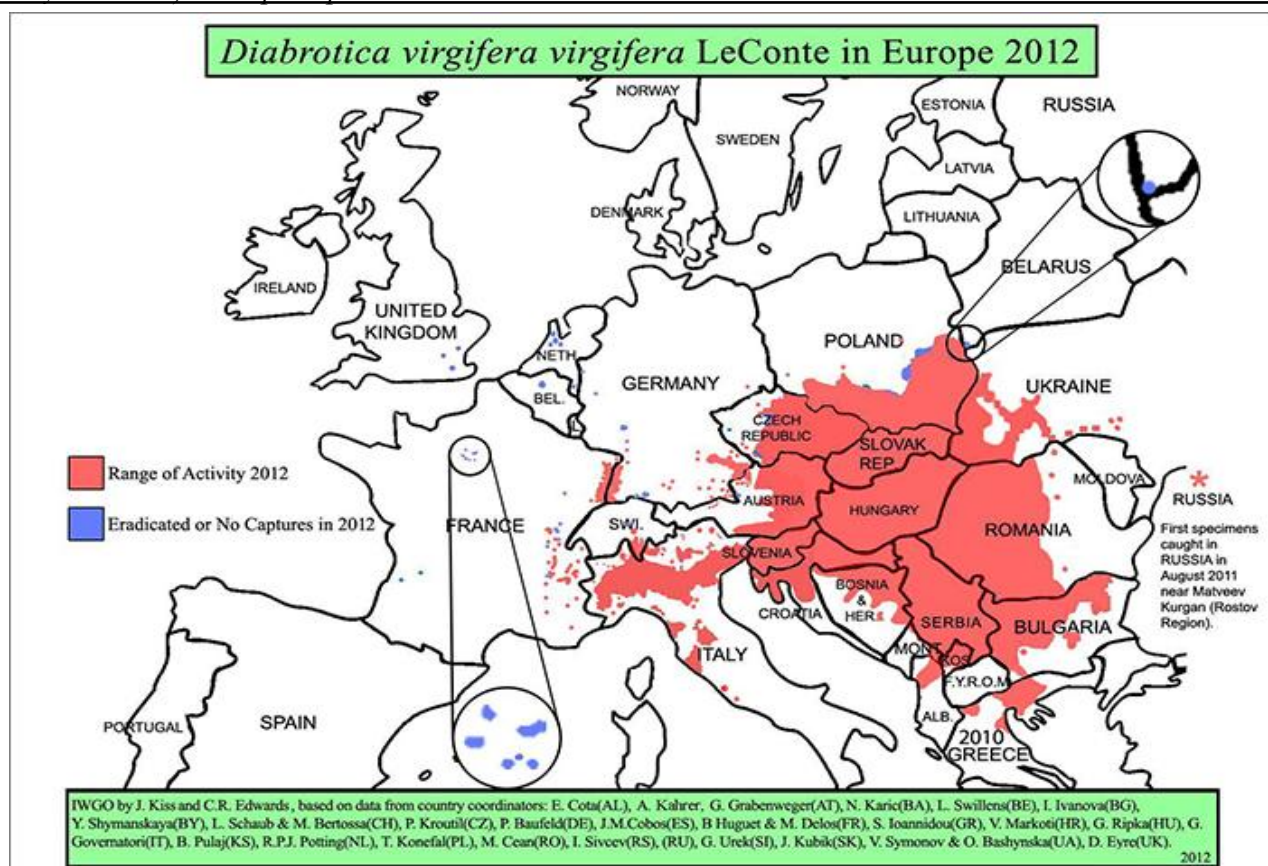 Diabrotica virgifera virgifera LeConte in Europe 2012
NORWAY
SWEDEN
ESTONIA
RUSSIA
LATVIA
DENMARK
LITHUANIA
BELARUS
IRELAND
UNITED
KINGDOM
NETH
POLAND
GERMANY
UKRAINE
BEL.
CZECH
REPUBLIC
SLOVAK
REP
Range of Activity 2012
MOLDOVA
AUSTRIA
RUSSIA
Eradicated or No Captures in 2012
FRANCE
SWI.
HUNGARY
ROMANIA
SLOVENIA
First specimens
caught in
RUSSIA in
August 2011
near Matveev
Kurgan (Rostov
Region).
BOSNIA
&
HER.
CROATIA
SERBIA
BULGARIA
ITALY
MONT.
KOS.
F.Y.R.O.M
PORTUGAL
SPAIN
ALB.
2010
GREECE
IWGO by J. Kiss and C.R. Edwards, based on data from country coordinators: E. Cota(AL), A. Kahrer, G. Grabenweger(AT), N. Karic(BA), L. Swillens(BE), I. Ivanova(BG),
Y. Shymanskaya(BY), L. Schaub & M. Bertossa(CH), P. Kroutil(CZ), P. Baufeld(DE), J.M.Cobos(ES), B Huguet & M. Delos(FR), S. Ioannidou(GR), V. Markoti(HR), G. Ripka(HU), G.
Governatori(IT), B. Pulaj(KS), R.P.J. Potting(NL), T. Konefal(PL), M. Cean(RO), I. Sivcev(RS), (RU), G. Urek(SI), J. Kubik(SK), V. Symonov & O. Bashynska(UA), D. Eyre(UK).
2012